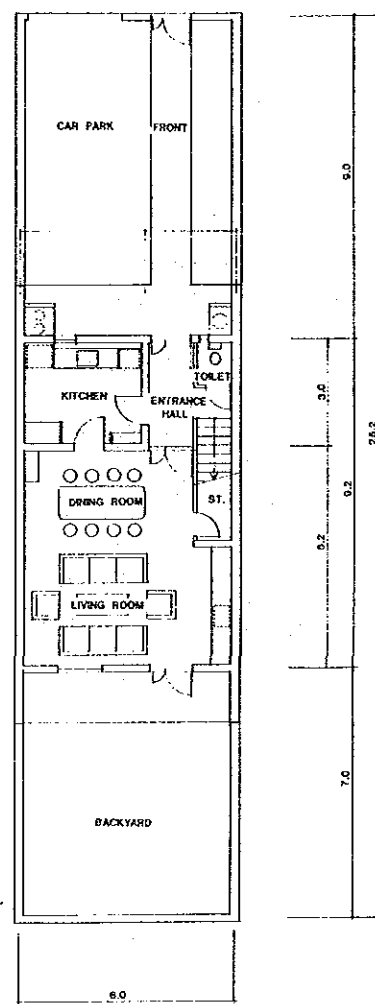 CAR PARK
FRONT
9.0
TOILET
KITCHEN
ENTRANCE
HALL
3.0
25.2
9.2
DINING ROOM
ST.
6.2
LIVING ROOM
7.0
BACKYARD
6.0